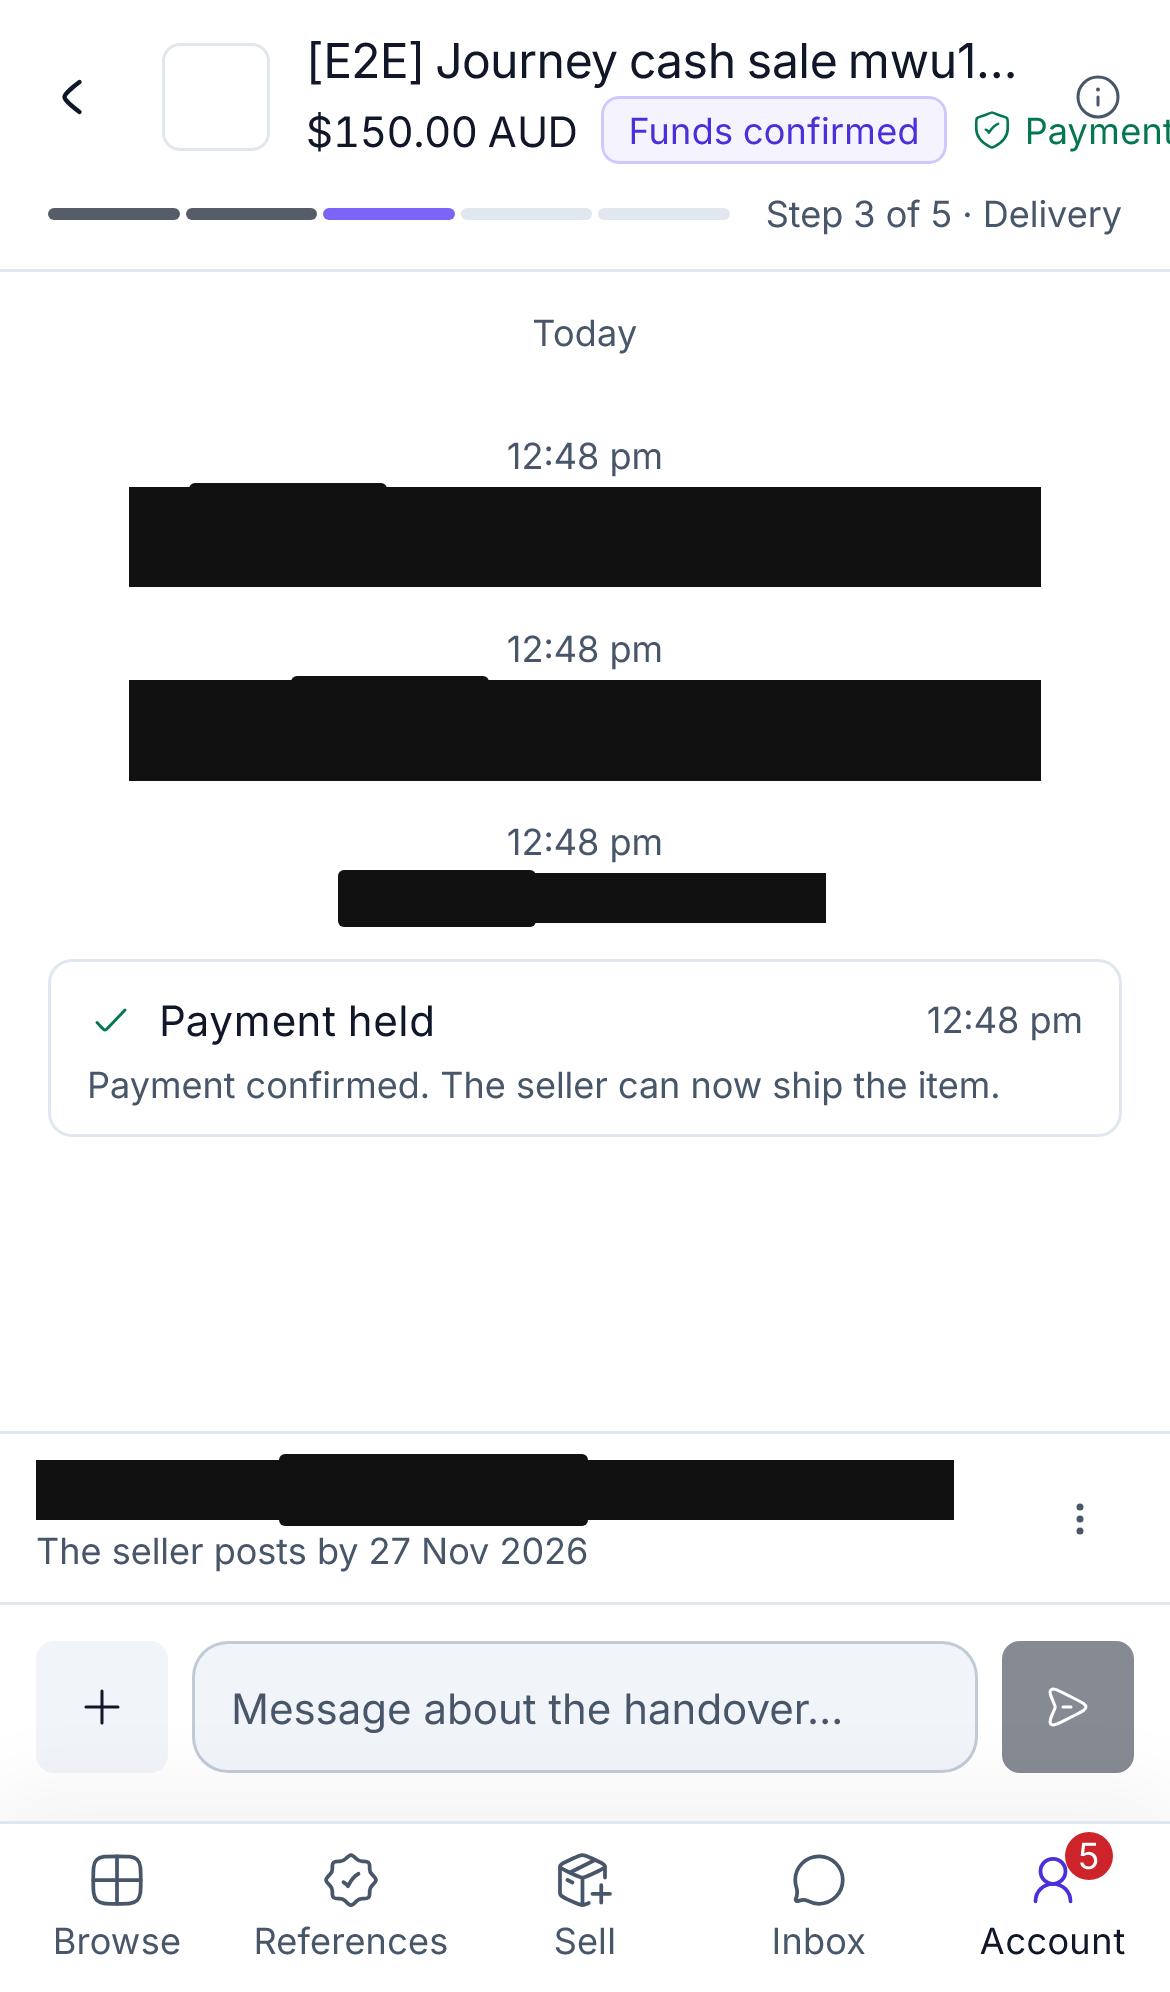 [E2E] Journey cash sale mwu1...
$150.00 AUD Funds confirmed Payment
Step 3 of 5 · Delivery
Today
12:48 pm
12:48 pm
12:48 pm
Payment held 12:48 pm
Payment confirmed. The seller can now ship the item.
The seller posts by 27 Nov 2026
Message about the handover...
5
Browse References Sell Inbox Account